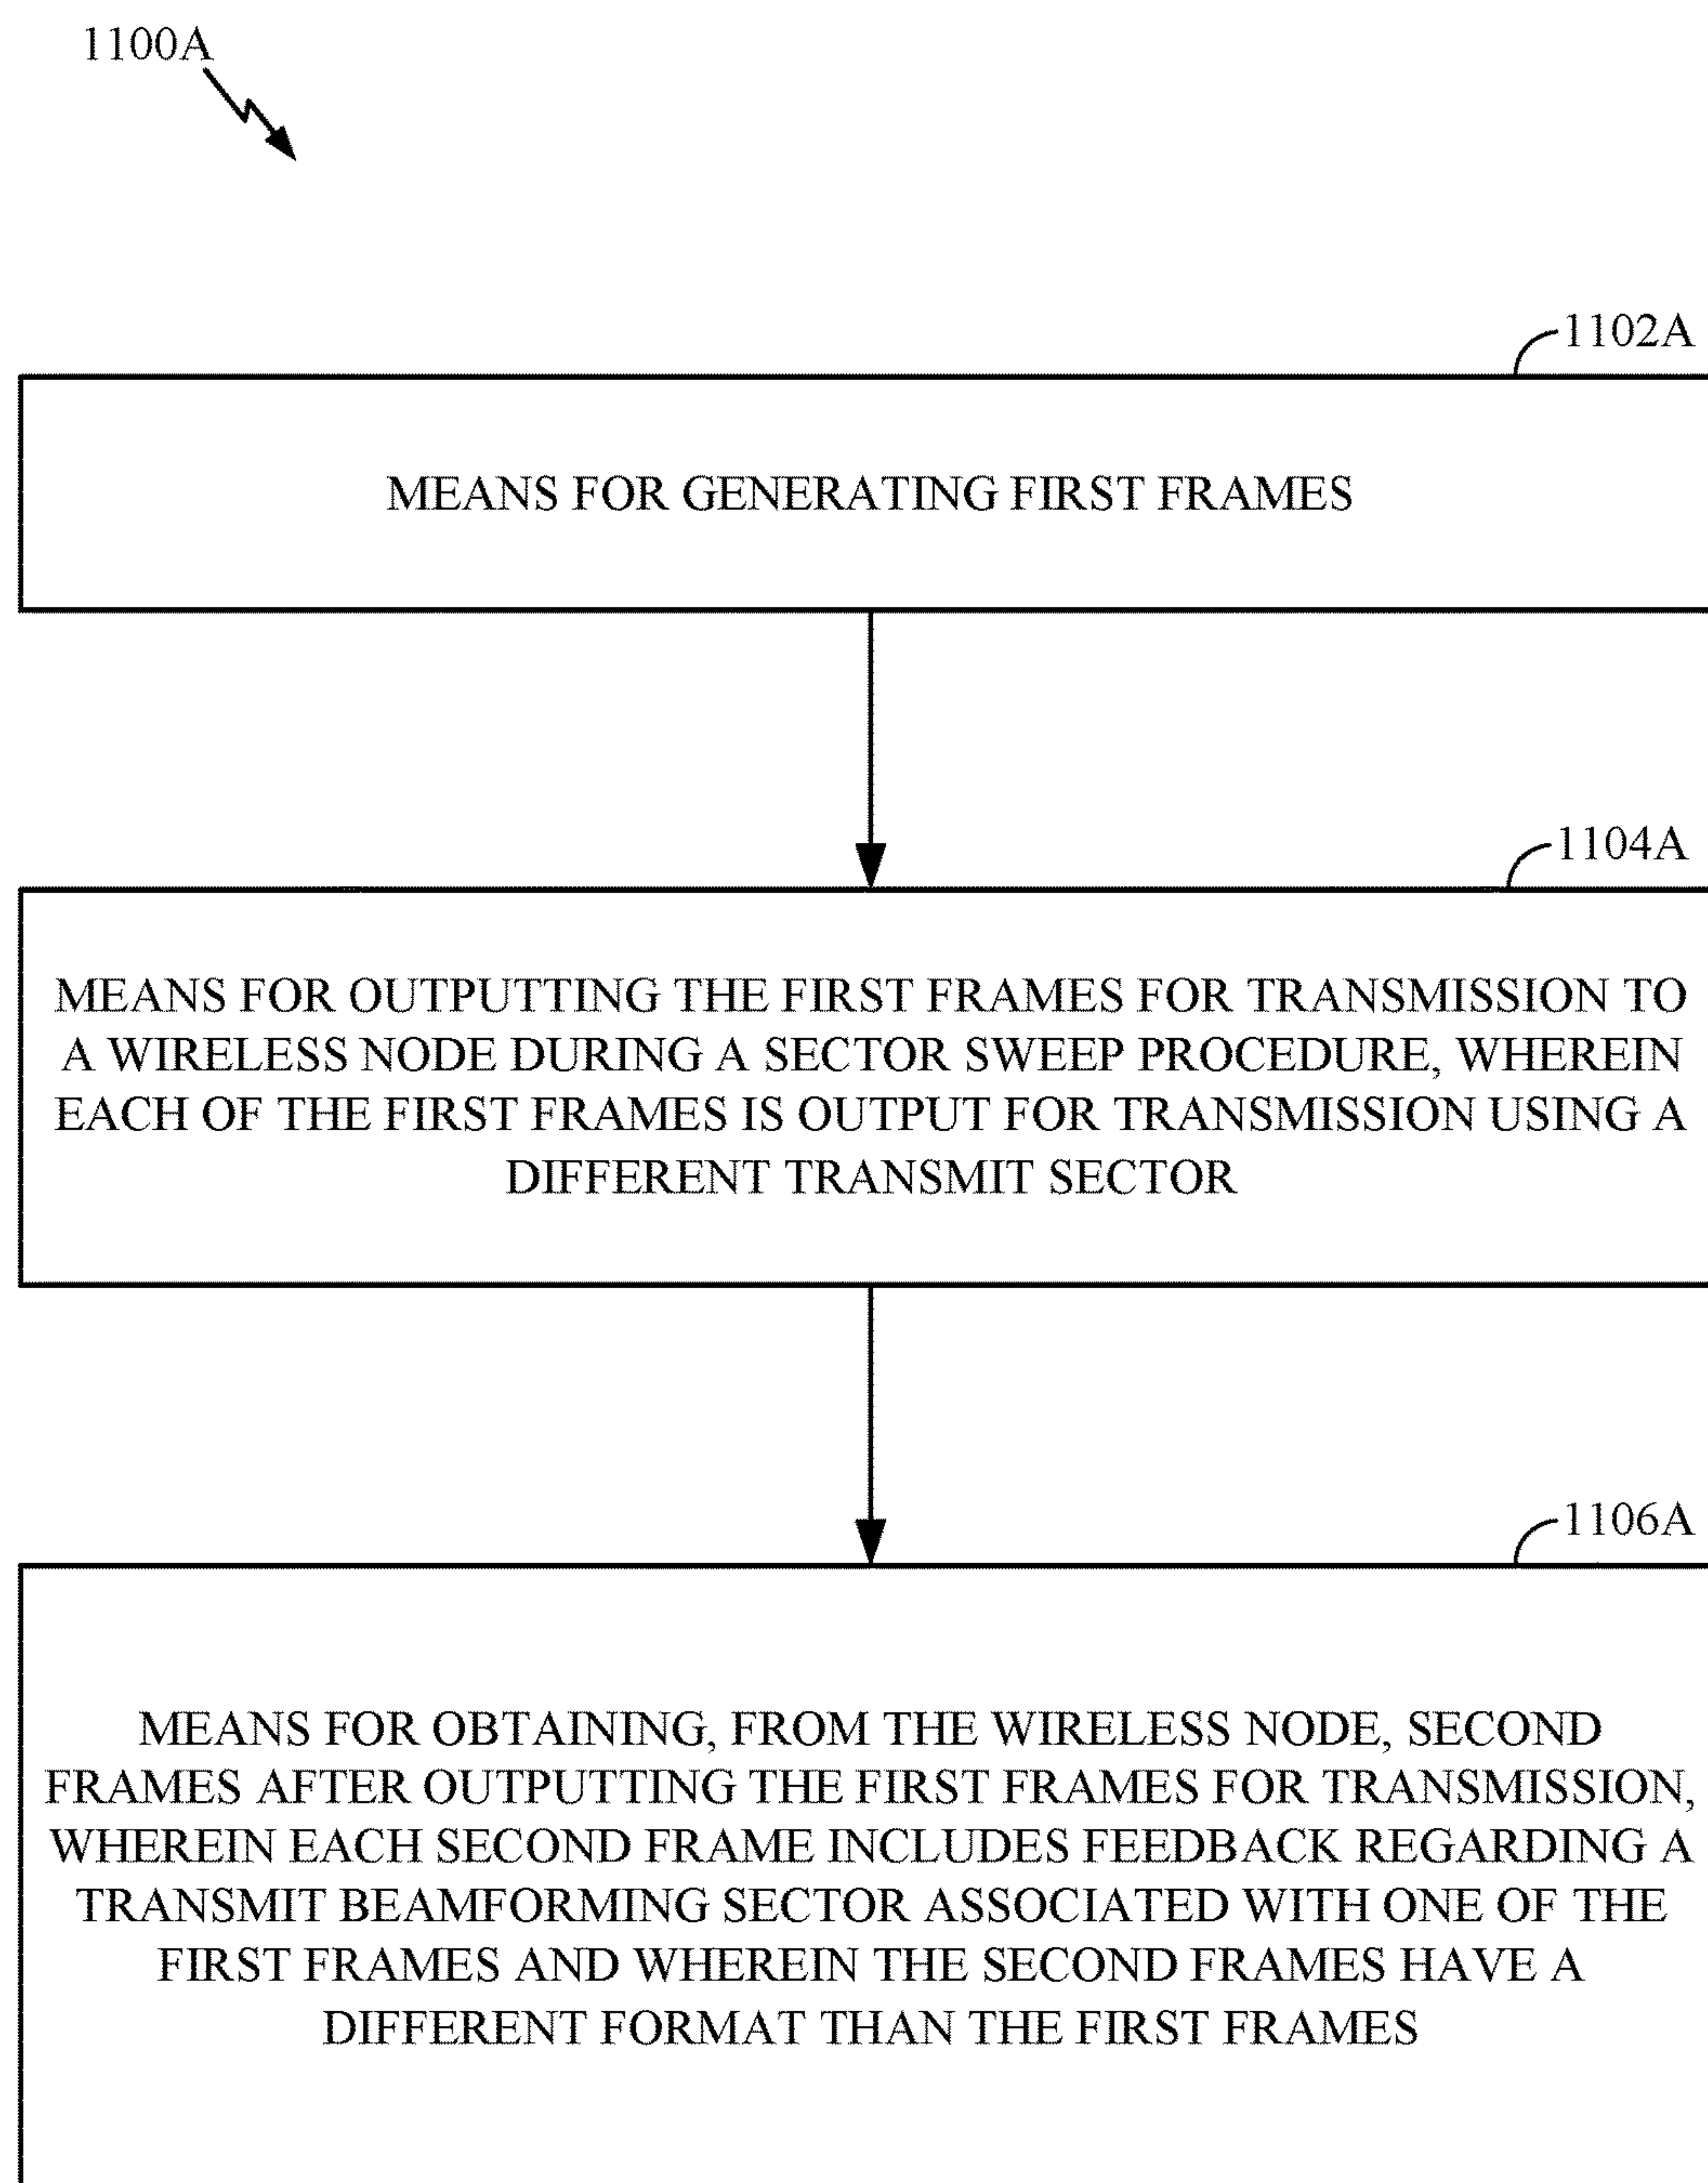 1100A
1102A
MEANS FOR GENERATING FIRST FRAMES
1104A
MEANS FOR OUTPUTTING THE FIRST FRAMES FOR TRANSMISSION TO
A WIRELESS NODE DURING A SECTOR SWEEP PROCEDURE, WHEREIN
EACH OF THE FIRST FRAMES IS OUTPUT FOR TRANSMISSION USING A
DIFFERENT TRANSMIT SECTOR
1106A
MEANS FOR OBTAINING, FROM THE WIRELESS NODE, SECOND
FRAMES AFTER OUTPUTTING THE FIRST FRAMES FOR TRANSMISSION,
WHEREIN EACH SECOND FRAME INCLUDES FEEDBACK REGARDING A
TRANSMIT BEAMFORMING SECTOR ASSOCIATED WITH ONE OF THE
FIRST FRAMES AND WHEREIN THE SECOND FRAMES HAVE A
DIFFERENT FORMAT THAN THE FIRST FRAMES